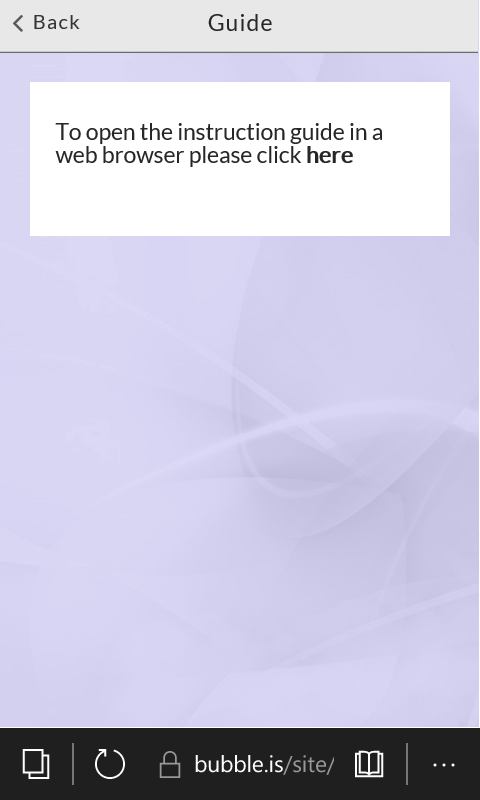 Back
Guide
To open the instruction guide in a
web browser please click here
bubble.is/site/